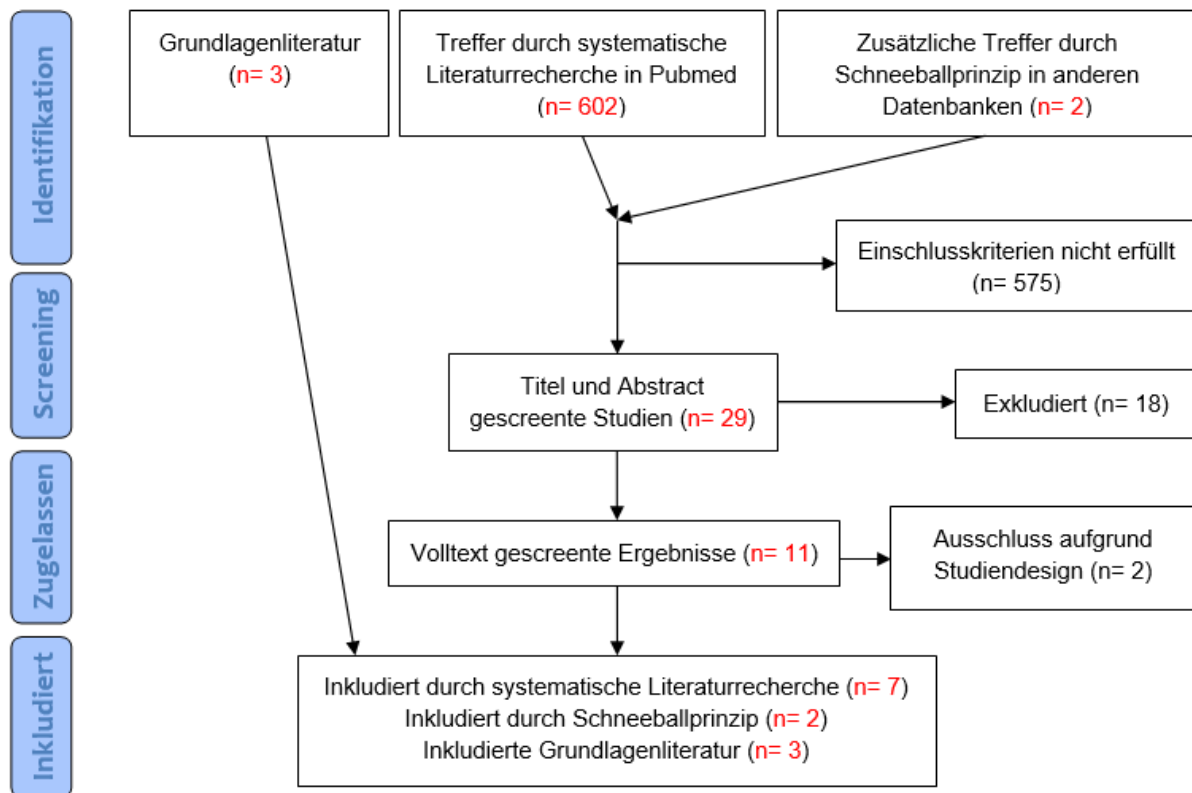 Identifikation
Grundlagenliteratur
(n= 3)
Treffer durch systematische
Literaturrecherche in Pubmed
(n= 602)
Zusätzliche Treffer durch
Schneeballprinzip in anderen
Datenbanken (n= 2)
Einschlusskriterien nicht erfüllt
(n= 575)
Screening
Titel und Abstract
gescreente Studien (n= 29)
Exkludiert (n= 18)
Zugelassen
Volltext gescreente Ergebnisse (n= 11)
Ausschluss aufgrund
Studiendesign (n= 2)
Inkludiert
Inkludiert durch systematische Literaturrecherche (n= 7)
Inkludiert durch Schneeballprinzip (n= 2)
Inkludierte Grundlagenliteratur (n= 3)